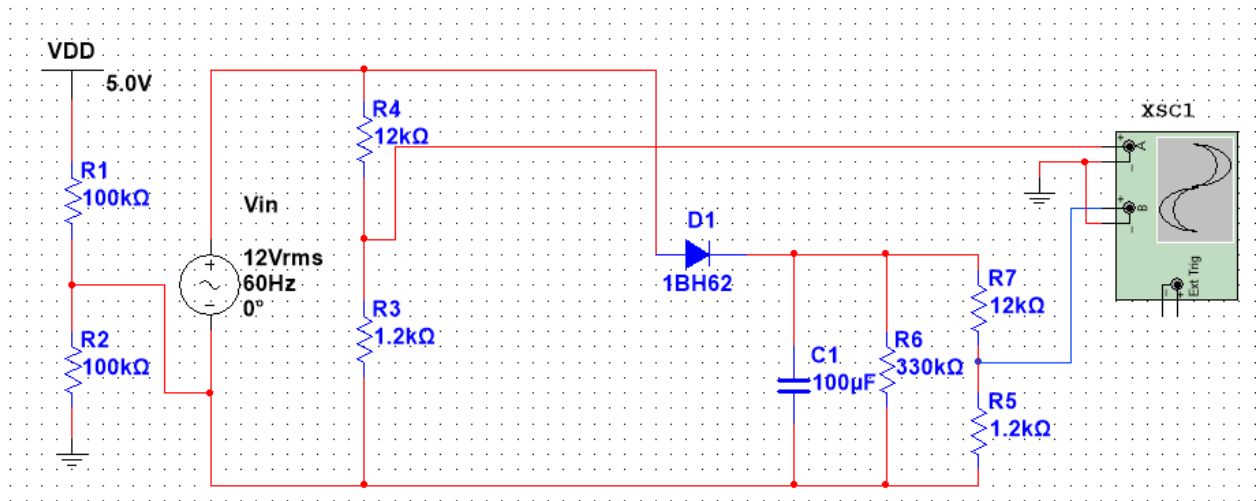 VDD
5.0V
R1
100kΩ
R2
100kΩ
Vin
12Vrms
60Hz
0°
R4
12kΩ
R3
1.2kΩ
D1
1BH62
C1
100µF
R6
330kΩ
R7
12kΩ
R5
1.2kΩ
XSC1
A
B
Ext Trig